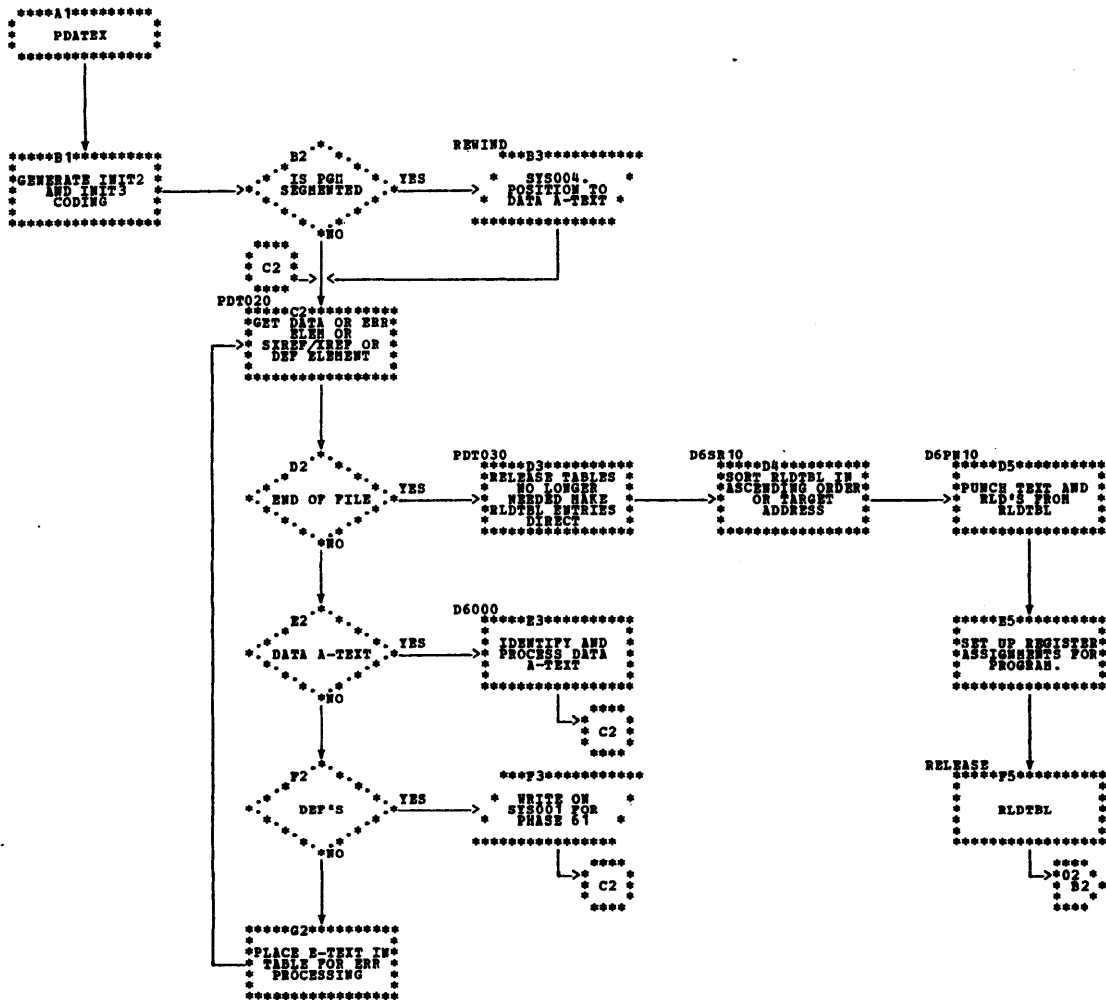 A1
PDATEX
B1
GENERATE INIT2
AND INIT3
CODING
B2
IS PGM
SEGMENTED
YES
NO
REWIND
B3
SYS004.
POSITION TO
DATA A-TEXT
C2
PDT020
C2
GET DATA OR ERR
ELEM OR
SXREF/XREF OR
DEF ELEMENT
D2
END OF FILE
YES
NO
PDT030
D3
RELEASE TABLES
NO LONGER
NEEDED MAKE
RLDTBL ENTRIES
DIRECT
D6SR10
D4
SORT RLDTBL IN
ASCENDING ORDER
OR TARGET
ADDRESS
D6PN10
D5
PUNCH TEXT AND
RLD'S FROM
RLDTBL
E2
DATA A-TEXT
YES
NO
D6000
E3
IDENTIFY AND
PROCESS DATA
A-TEXT
C2
E5
SET UP REGISTER
ASSIGNMENTS FOR
PROGRAM.
F2
DEF'S
YES
NO
F3
WRITE ON
SYS001 FOR
PHASE 61
C2
RELEASE
F5
RLDTBL
02
B2
G2
PLACE E-TEXT IN
TABLE FOR ERR
PROCESSING